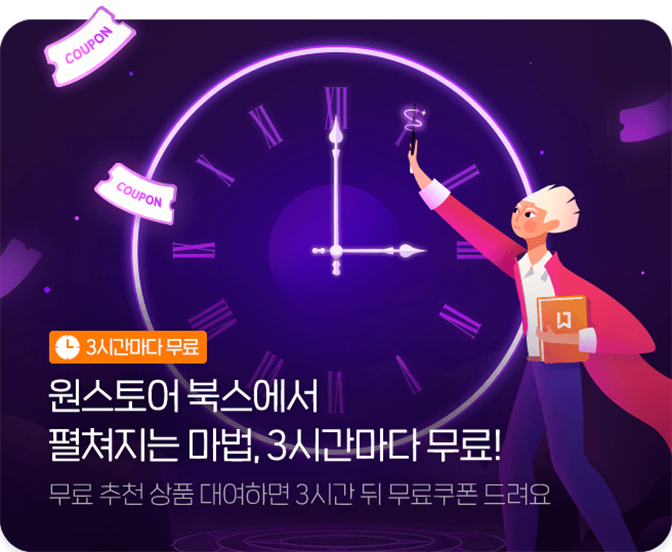 COUPON
XII
COUPON
3시간마다 무료
원스토어 북스에서
펼쳐지는 마법, 3시간마다 무료!
무료 추천 상품 대여하면 3시간 뒤 무료쿠폰 드려요